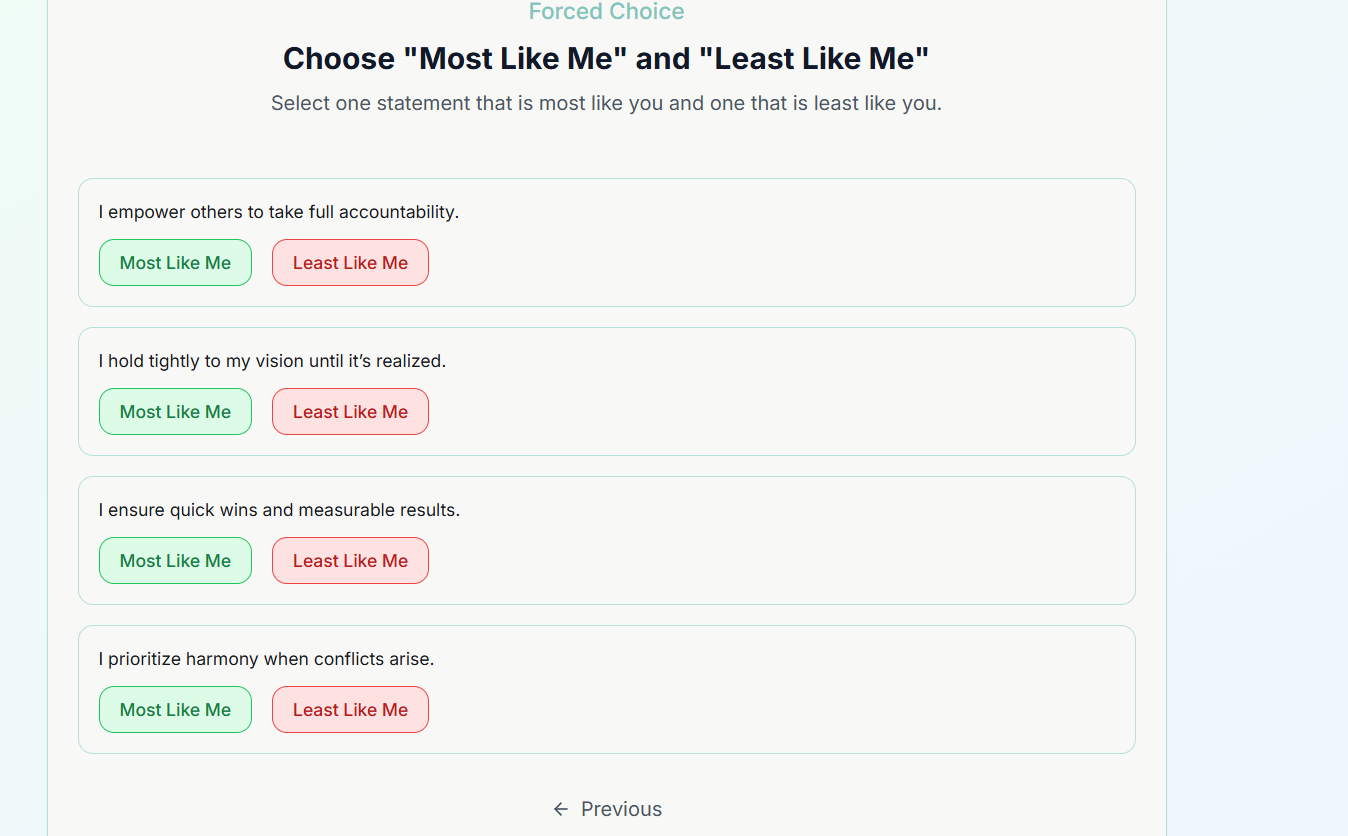 Forced Choice
Choose "Most Like Me" and "Least Like Me"
Select one statement that is most like you and one that is least like you.
I empower others to take full accountability.
Most Like Me Least Like Me
I hold tightly to my vision until it’s realized.
Most Like Me Least Like Me
I ensure quick wins and measurable results.
Most Like Me Least Like Me
I prioritize harmony when conflicts arise.
Most Like Me Least Like Me
← Previous